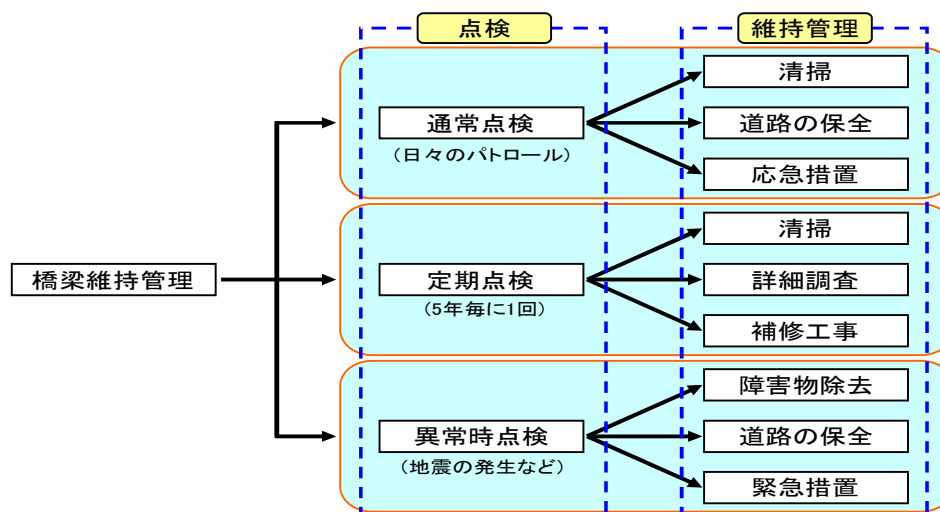 点検
維持管理
清掃
通常点検
(日々のパトロール)
道路の保全
応急措置
清掃
橋梁維持管理
定期点検
(5年毎に1回)
詳細調査
補修工事
障害物除去
異常時点検
(地震の発生など)
道路の保全
緊急措置